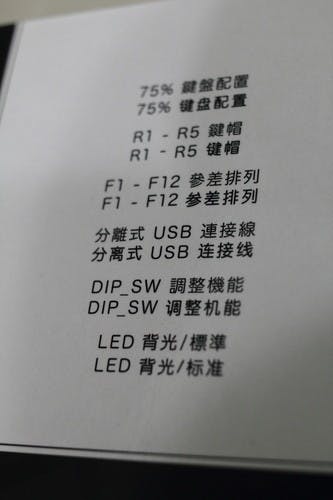 75% 鍵盤配置
75% 键盘配置
R1 - R5 鍵帽
R1 - R5 键帽
F1 - F12 參差排列
F1 - F12 参差排列
分離式 USB 連接線
分离式 USB 连接线
DIP_SW 調整機能
DIP_SW 调整机能
LED 背光/標準
LED 背光/标准